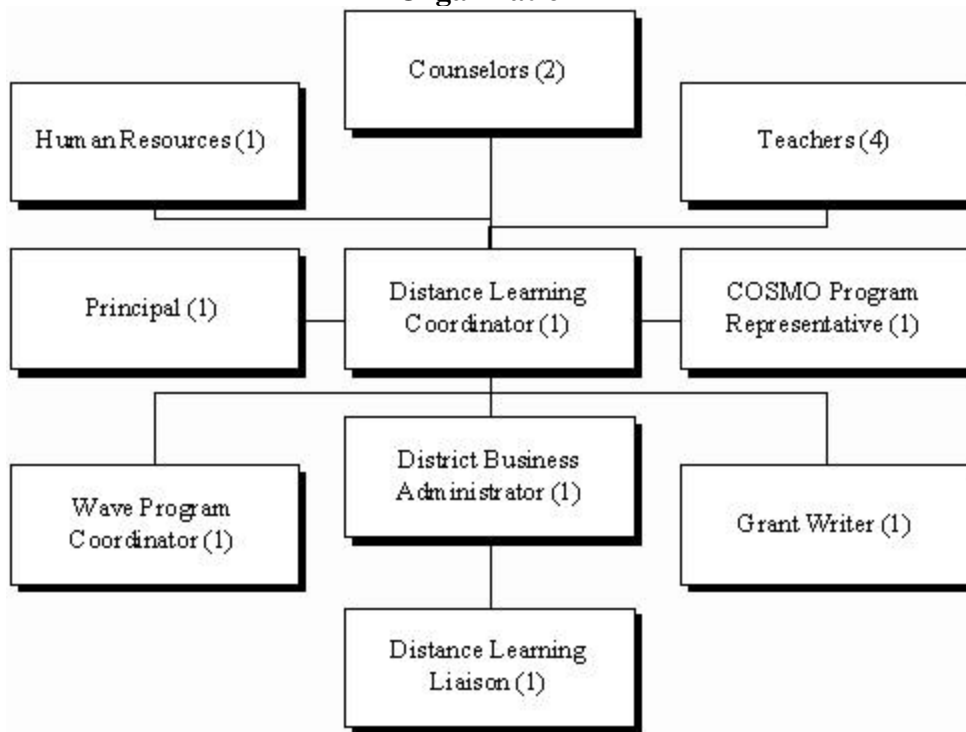 Counselors (2)
Human Resources (1)
Teachers (4)
Principal (1)
Distance Learning
Coordinator (1)
COSMO Program
Representative (1)
Wave Program
Coordinator (1)
District Business
Administrator (1)
Grant Writer (1)
Distance Learning
Liaison (1)